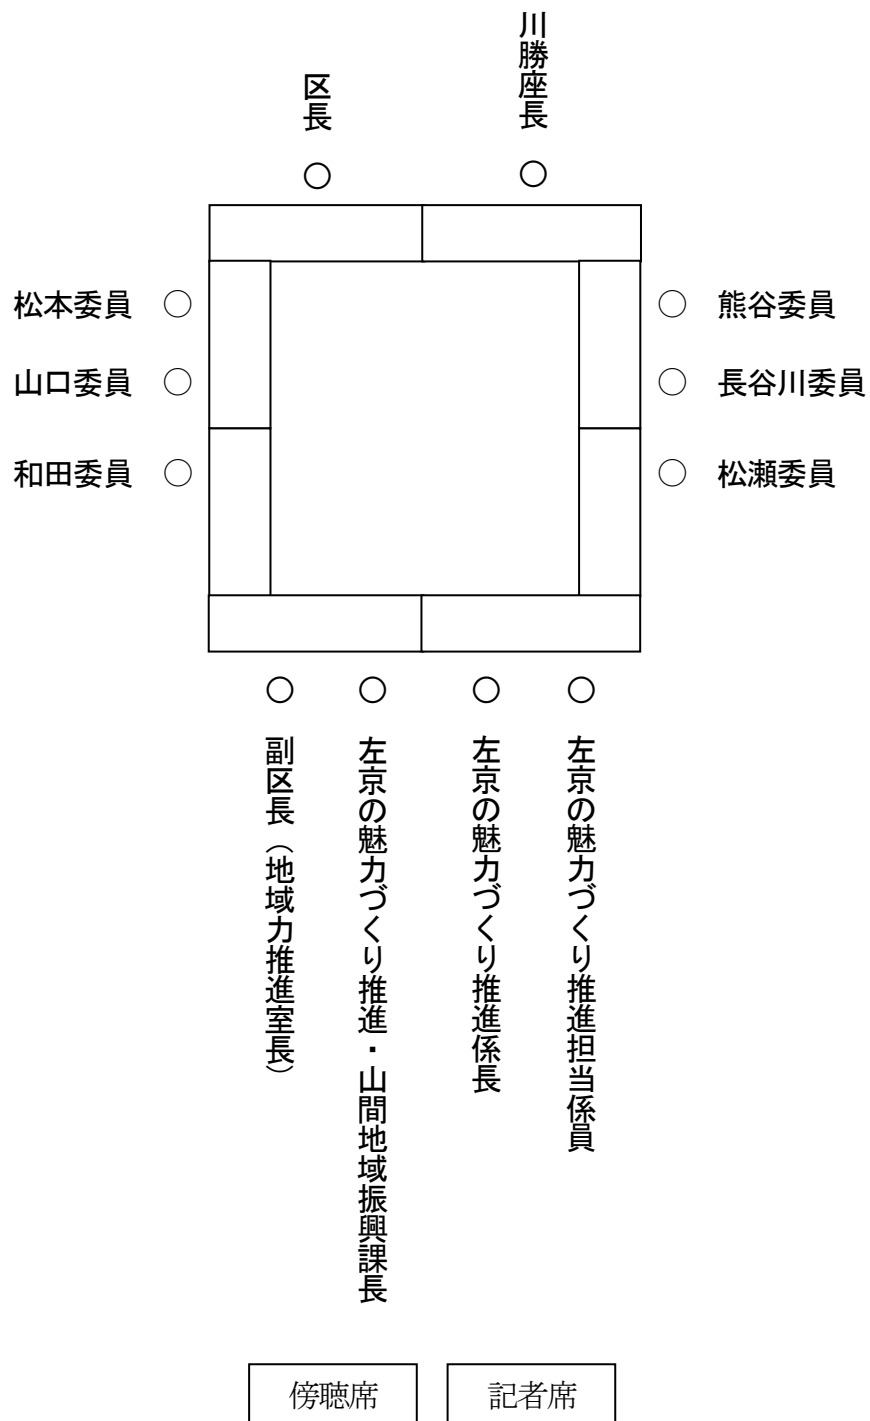 区長
川勝座長
松本委員
熊谷委員
山口委員
長谷川委員
和田委員
松瀬委員
副区長（地域力推進室長）
左京の魅力づくり推進・山間地域振興課長
左京の魅力づくり推進係長
左京の魅力づくり推進担当係員
傍聴席
記者席